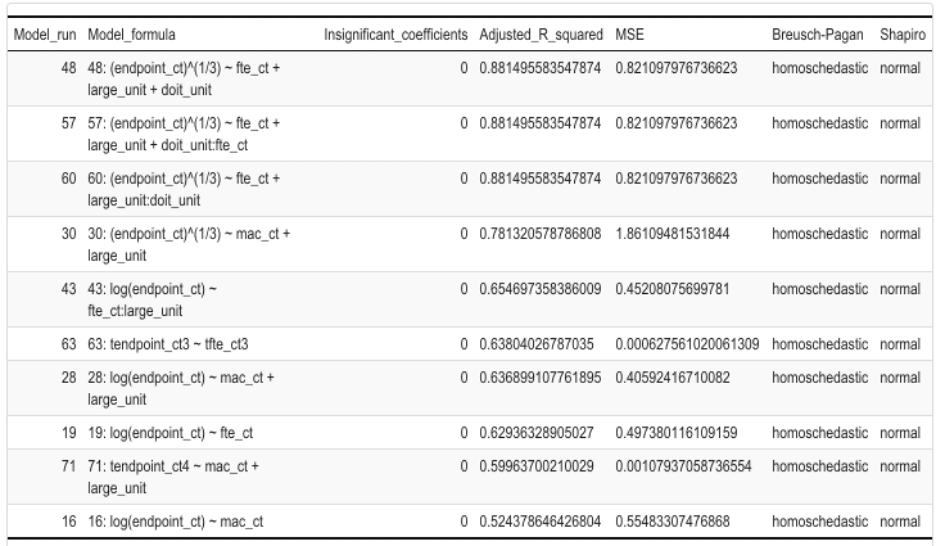 Model_run Model_formula Insignificant_coefficients Adjusted_R_squared MSE Breusch-Pagan Shapiro
48 48: (endpoint_ct)^(1/3) ~ fte_ct + 0 0.881495583547874 0.821097976736623 homoschedastic normal
large_unit + doit_unit
57 57: (endpoint_ct)^(1/3) ~ fte_ct + 0 0.881495583547874 0.821097976736623 homoschedastic normal
large_unit + doit_unit:fte_ct
60 60: (endpoint_ct)^(1/3) ~ fte_ct + 0 0.881495583547874 0.821097976736623 homoschedastic normal
large_unit:doit_unit
30 30: (endpoint_ct)^(1/3) ~ mac_ct + 0 0.781320578786808 1.86109481531844 homoschedastic normal
large_unit
43 43: log(endpoint_ct) ~ 0 0.654697358386009 0.45208075699781 homoschedastic normal
fte_ct:large_unit
63 63: tendpoint_ct3 ~ tfte_ct3 0 0.63804026787035 0.000627561020061309 homoschedastic normal
28 28: log(endpoint_ct) ~ mac_ct + 0 0.636899107761895 0.40592416710082 homoschedastic normal
large_unit
19 19: log(endpoint_ct) ~ fte_ct 0 0.62936328905027 0.497380116109159 homoschedastic normal
71 71: tendpoint_ct4 ~ mac_ct + 0 0.59963700210029 0.00107937058736554 homoschedastic normal
large_unit
16 16: log(endpoint_ct) ~ mac_ct 0 0.524378646426804 0.55483307476868 homoschedastic normal